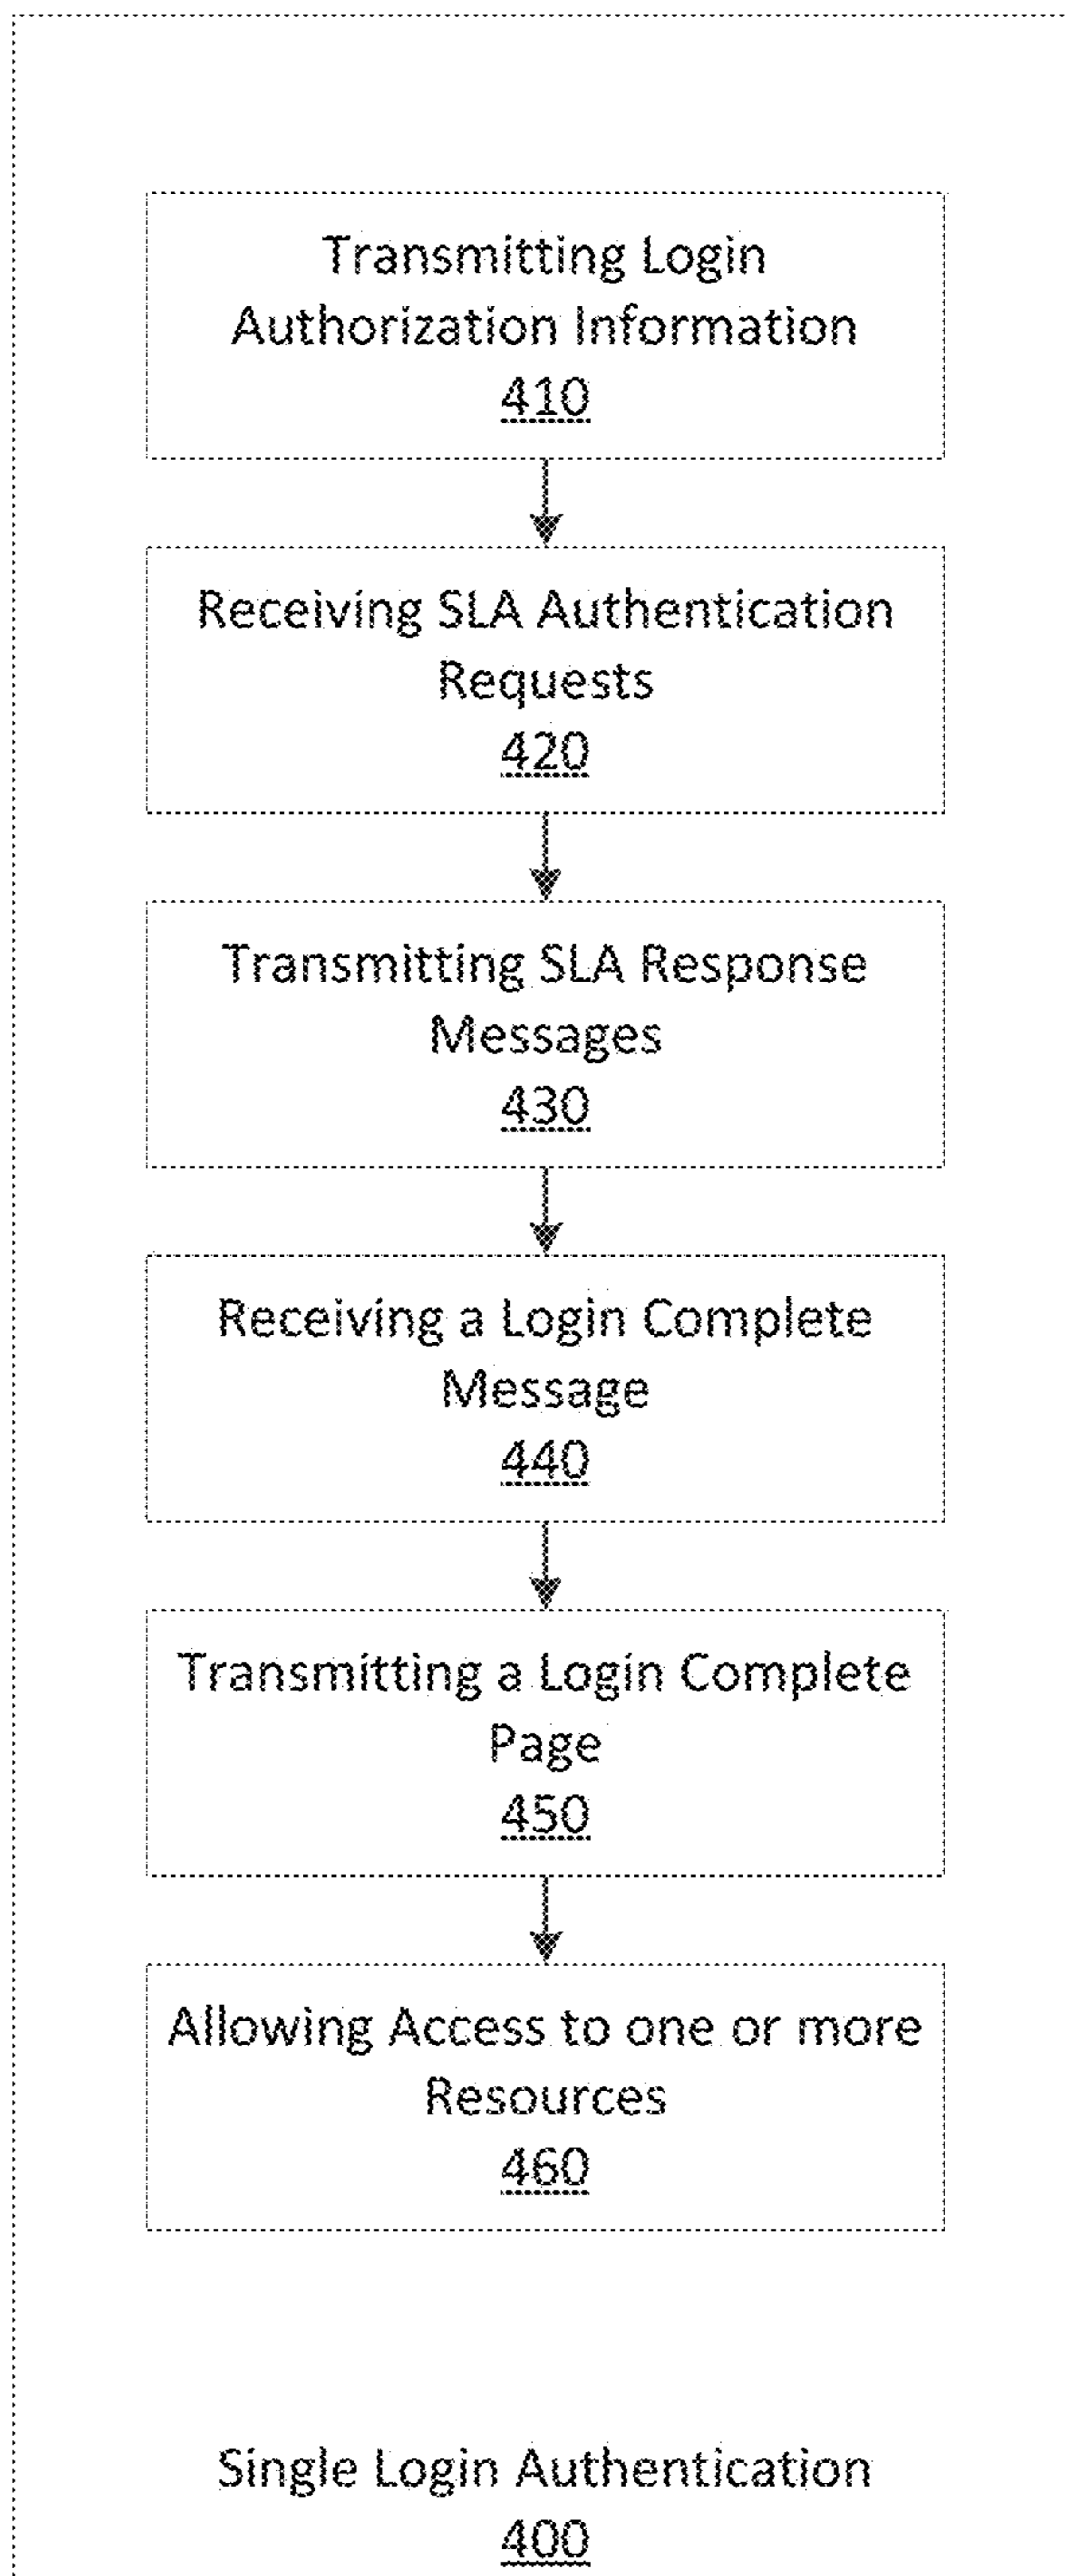 Transmitting Login
Authorization Information
410
Receiving SLA Authentication
Requests
420
Transmitting SLA Response
Messages
430
Receiving a Login Complete
Message
440
Transmitting a Login Complete
Page
450
Allowing Access to one or more
Resources
460
Single Login Authentication
400